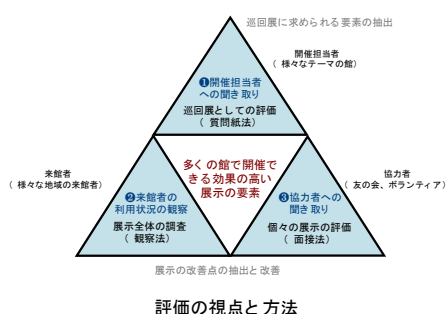 巡回展に求められる要素の抽出
開催担当者
（ 様々なテーマの館）
❶開催担当者
への聞き取り
巡回展としての評価
（ 質問紙法）
来館者
（ 様々な地域の来館者）
多くの館で開催で
きる効果の高い
展示の要素
協力者
（ 友の会、ボランティア）
❷来館者の
利用状況の観察
展示全体の調査
（ 観察法）
❸協力者への
聞き取り
個々の展示の評価
（ 面接法）
展示の改善点の抽出と改善
評価の視点と方法